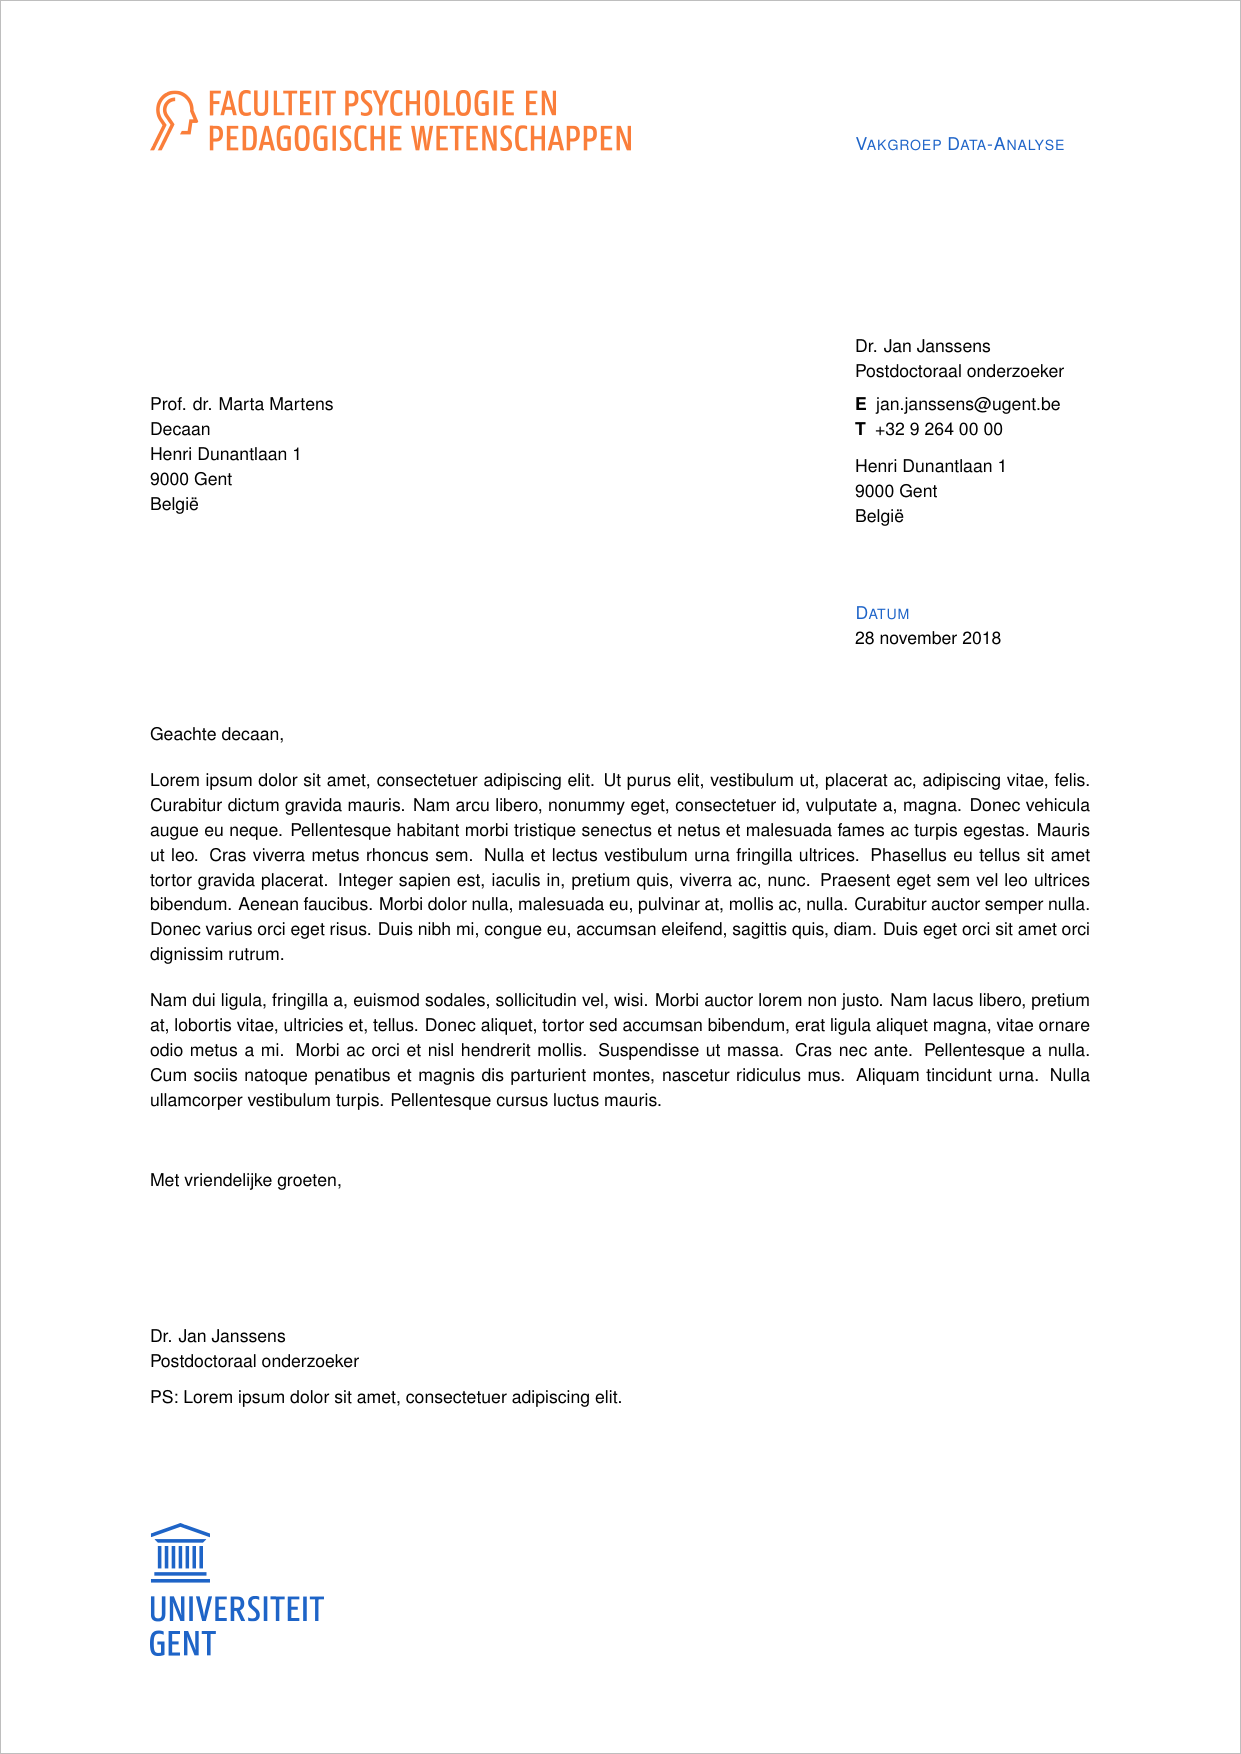 FACULTEIT PSYCHOLOGIE EN
PEDAGOGISCHE WETENSCHAPPEN
VAKGROEP DATA-ANALYSE
Dr. Jan Janssens
Postdoctoraal onderzoeker
E jan.janssens@ugent.be
T +32 9 264 00 00
Henri Dunantlaan 1
9000 Gent
België
Prof. dr. Marta Martens
Decaan
Henri Dunantlaan 1
9000 Gent
België
DATUM
28 november 2018
Geachte decaan,
Lorem ipsum dolor sit amet, consectetuer adipiscing elit. Ut purus elit, vestibulum ut, placerat ac, adipiscing vitae, felis.
Curabitur dictum gravida mauris. Nam arcu libero, nonummy eget, consectetuer id, vulputate a, magna. Donec vehicula
augue eu neque. Pellentesque habitant morbi tristique senectus et netus et malesuada fames ac turpis egestas. Mauris
ut leo. Cras viverra metus rhoncus sem. Nulla et lectus vestibulum urna fringilla ultrices. Phasellus eu tellus sit amet
tortor gravida placerat. Integer sapien est, iaculis in, pretium quis, viverra ac, nunc. Praesent eget sem vel leo ultrices
bibendum. Aenean faucibus. Morbi dolor nulla, malesuada eu, pulvinar at, mollis ac, nulla. Curabitur auctor semper nulla.
Donec varius orci eget risus. Duis nibh mi, congue eu, accumsan eleifend, sagittis quis, diam. Duis eget orci sit amet orci
dignissim rutrum.
Nam dui ligula, fringilla a, euismod sodales, sollicitudin vel, wisi. Morbi auctor lorem non justo. Nam lacus libero, pretium
at, lobortis vitae, ultricies et, tellus. Donec aliquet, tortor sed accumsan bibendum, erat ligula aliquet magna, vitae ornare
odio metus a mi. Morbi ac orci et nisl hendrerit mollis. Suspendisse ut massa. Cras nec ante. Pellentesque a nulla.
Cum sociis natoque penatibus et magnis dis parturient montes, nascetur ridiculus mus. Aliquam tincidunt urna. Nulla
ullamcorper vestibulum turpis. Pellentesque cursus luctus mauris.
Met vriendelijke groeten,
Dr. Jan Janssens
Postdoctoraal onderzoeker
PS: Lorem ipsum dolor sit amet, consectetuer adipiscing elit.
UNIVERSITEIT
GENT